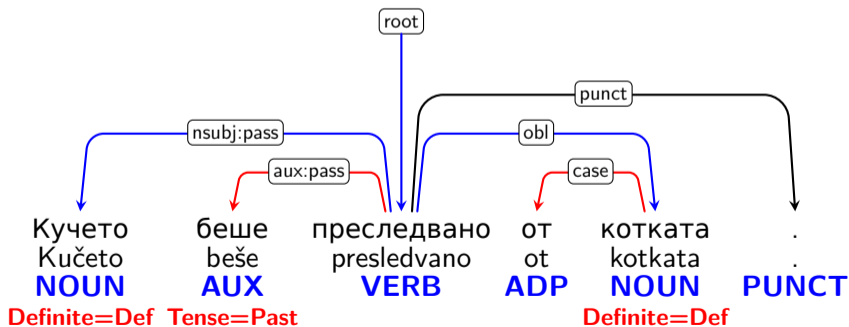 root
punct
nsubj:pass obl
aux:pass case
Кучето беше преследвано от котката .
Kučeto beše presledvano ot kotkata .
NOUN AUX VERB ADP NOUN PUNCT
Definite=Def Tense=Past Definite=Def